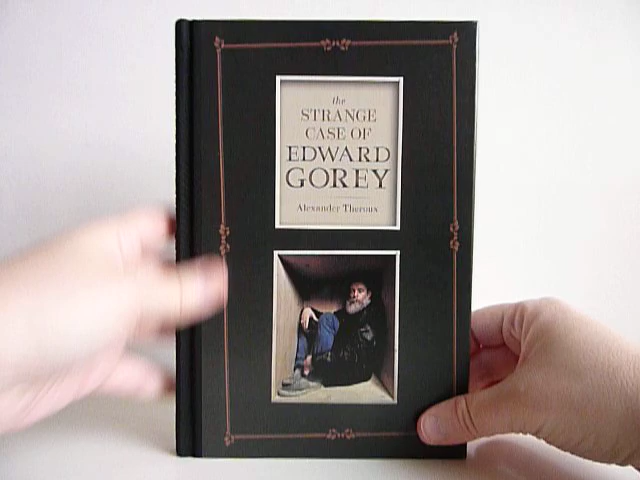 the
STRANGE
CASE OF
EDWARD
GOREY
Alexander Theroux